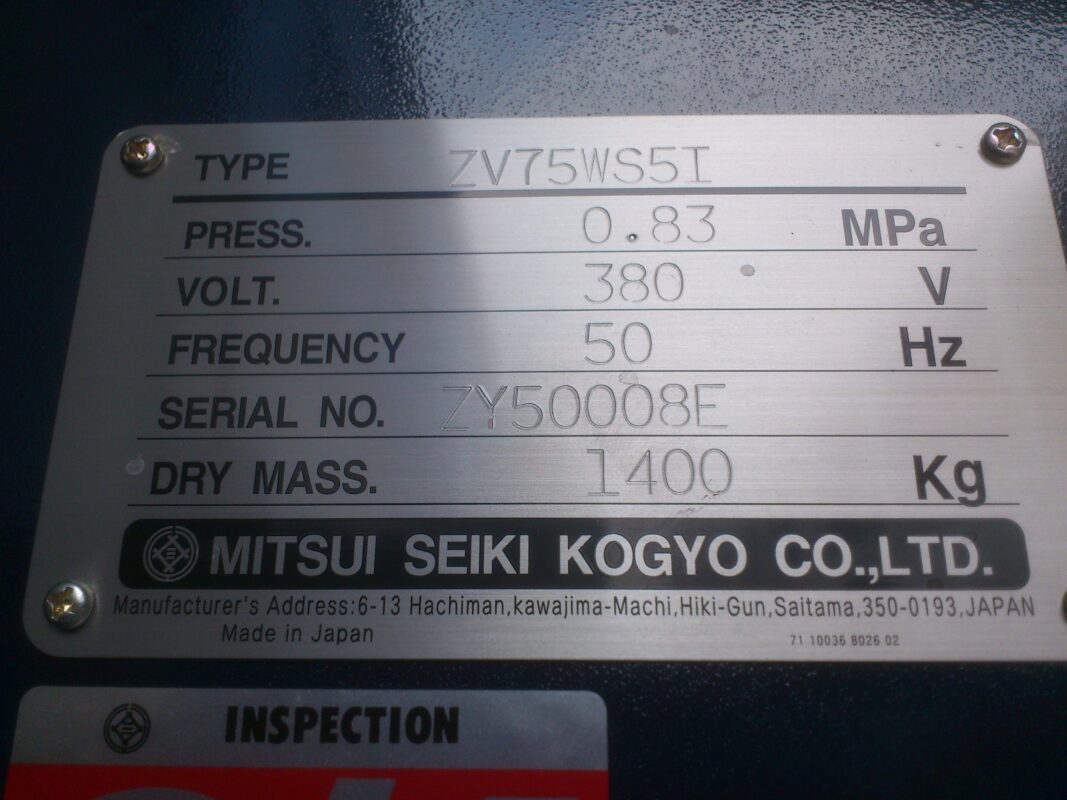 TYPE ZV75WS5I
PRESS. 0.83 MPa
VOLT. 380 V
FREQUENCY 50 Hz
SERIAL NO. ZY50008E
DRY MASS. 1400 Kg
MITSUI SEIKI KOGYO CO.,LTD.
Manufacturer's Address:6-13 Hachiman,kawajima-Machi,Hiki-Gun,Saitama,350-0193,JAPAN
Made in Japan 71 10036 8026 02
INSPECTION